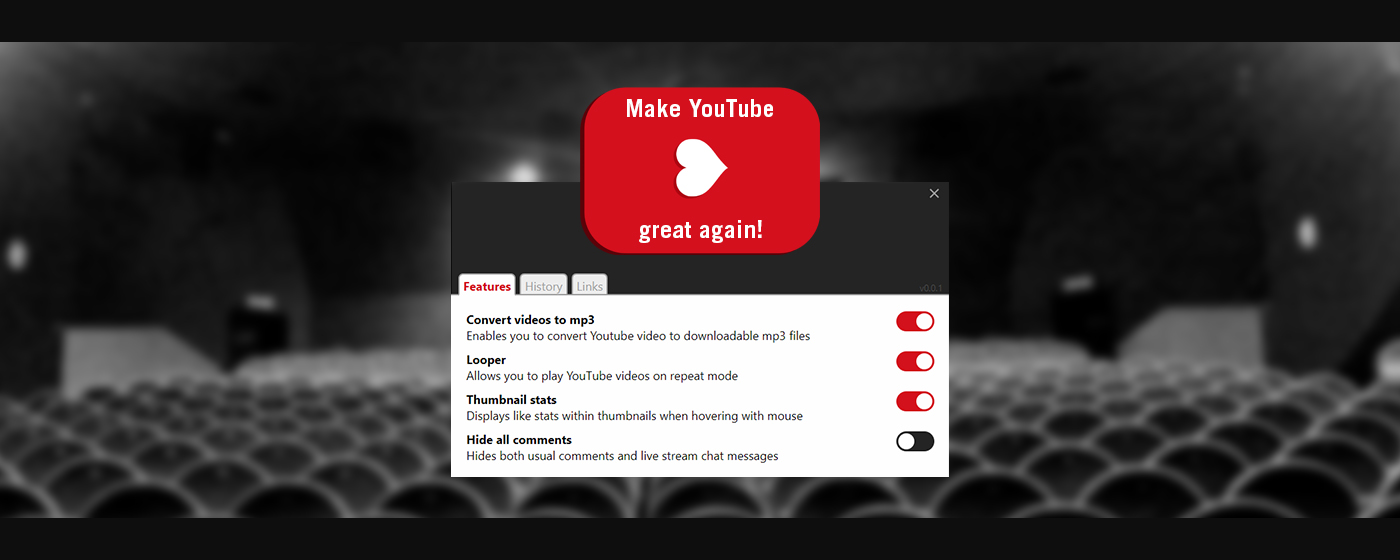 Make YouTube
great again!
Features History Links
v0.0.1
Convert videos to mp3
Enables you to convert Youtube video to downloadable mp3 files
Looper
Allows you to play YouTube videos on repeat mode
Thumbnail stats
Displays like stats within thumbnails when hovering with mouse
Hide all comments
Hides both usual comments and live stream chat messages